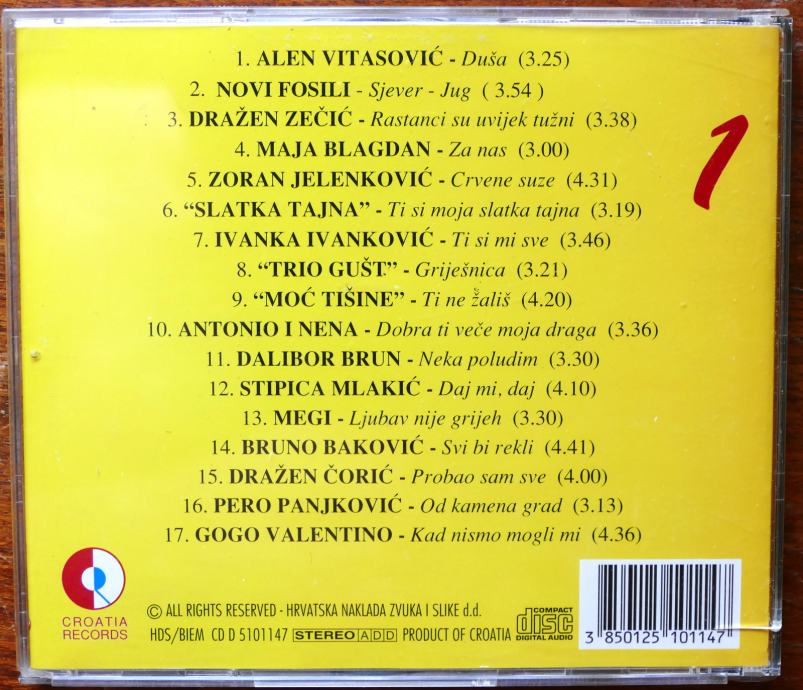 1. ALEN VITASOVIĆ - Duša (3.25)
2. NOVI FOSILI - Sjever - Jug ( 3.54 )
3. DRAŽEN ZEČIĆ - Rastanci su uvijek tužni (3.38)
4. MAJA BLAGDAN - Za nas (3.00)
5. ZORAN JELENKOVIĆ - Crvene suze (4.31)
6. “SLATKA TAJNA” - Ti si moja slatka tajna (3.19)
7. IVANKA IVANKOVIĆ - Ti si mi sve (3.46)
8. “TRIO GUŠT” - Griješnica (3.21)
9. “MOĆ TIŠINE” - Ti ne žališ (4.20)
10. ANTONIO I NENA - Dobra ti veče moja draga (3.36)
11. DALIBOR BRUN - Neka poludim (3.30)
12. STIPICA MLAKIĆ - Daj mi, daj (4.10)
13. MEGI - Ljubav nije grijeh (3.30)
14. BRUNO BAKOVIĆ - Svi bi rekli (4.41)
15. DRAŽEN ČORIĆ - Probao sam sve (4.00)
16. PERO PANJKOVIĆ - Od kamena grad (3.13)
17. GOGO VALENTINO - Kad nismo mogli mi (4.36)
1
CROATIA
RECORDS
© ALL RIGHTS RESERVED - HRVATSKA NAKLADA ZVUKA I SLIKE d.d.
HDS/BIEM CD D 5101147 STEREO ADD PRODUCT OF CROATIA
COMPACT
disc
DIGITAL AUDIO
3 850125 101147